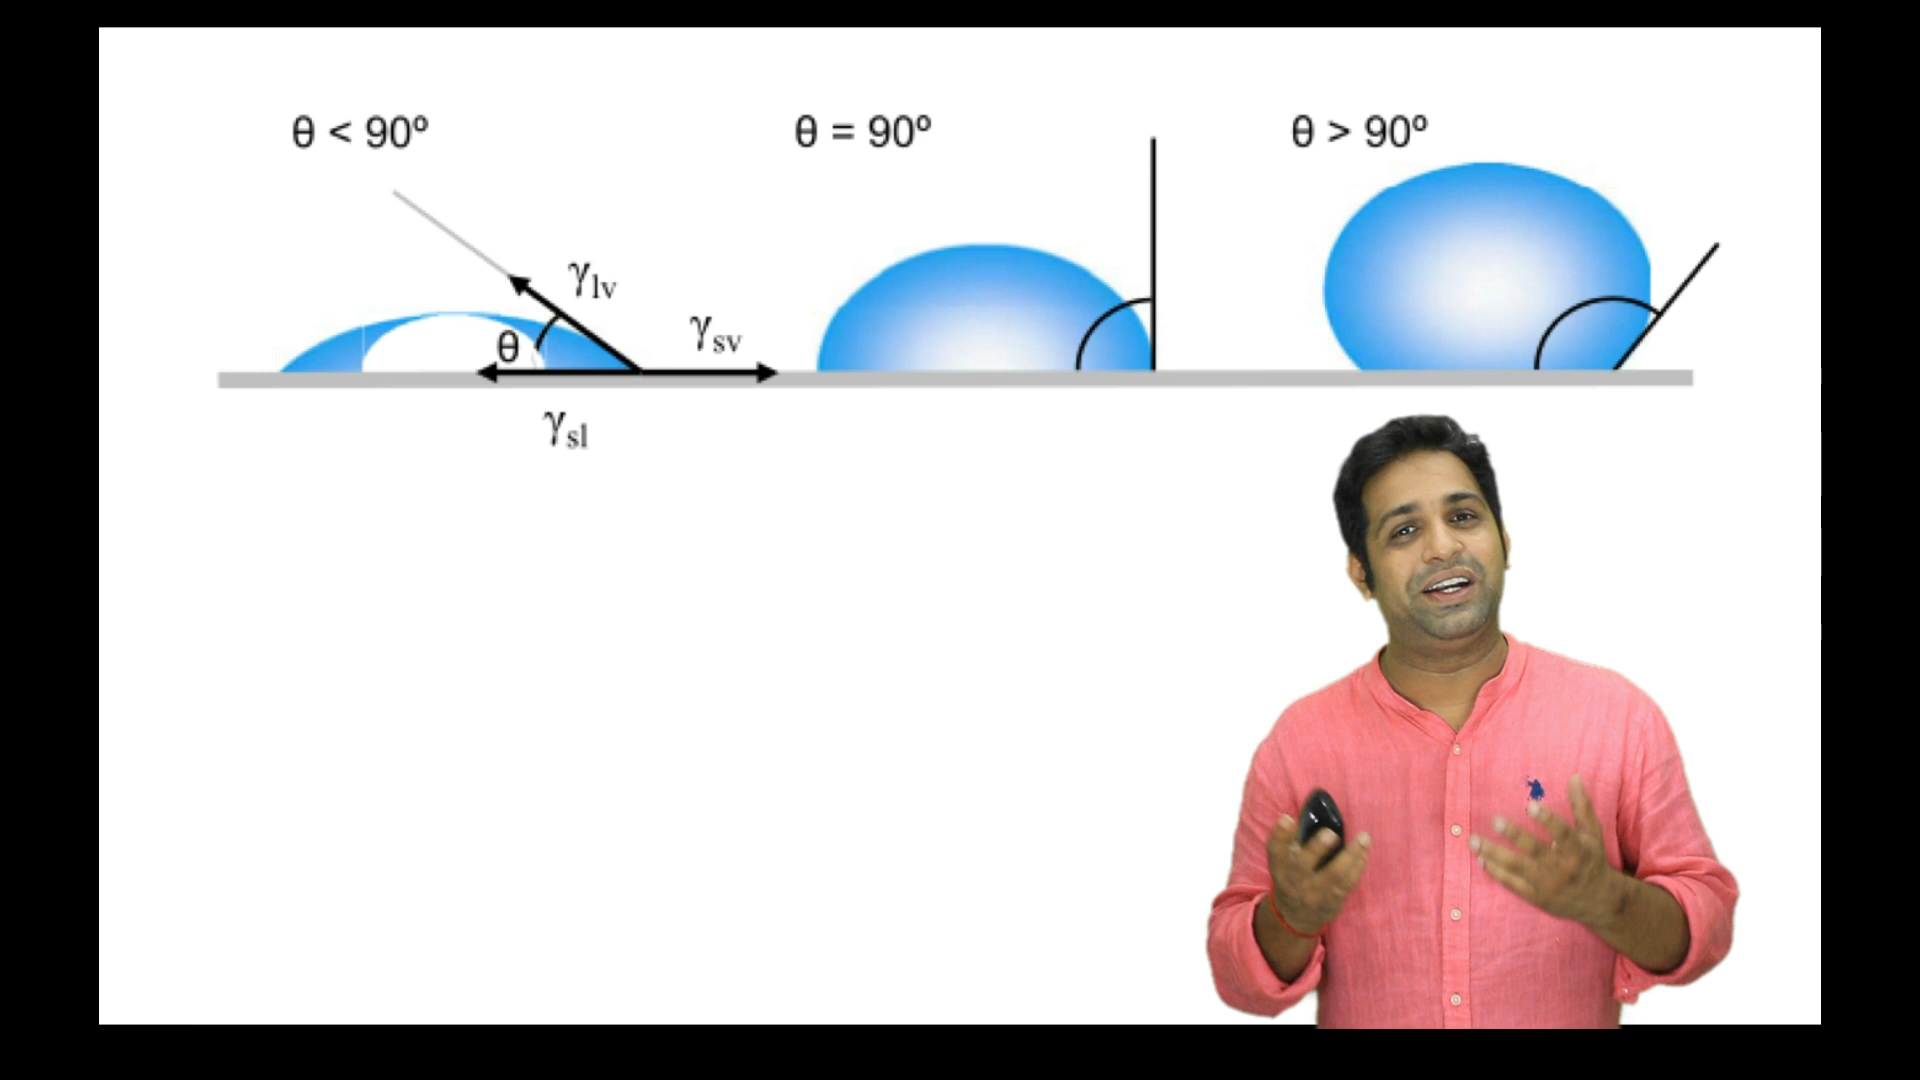 θ < 90º
θ = 90º
θ > 90º
γlv
θ
γsv
γsl